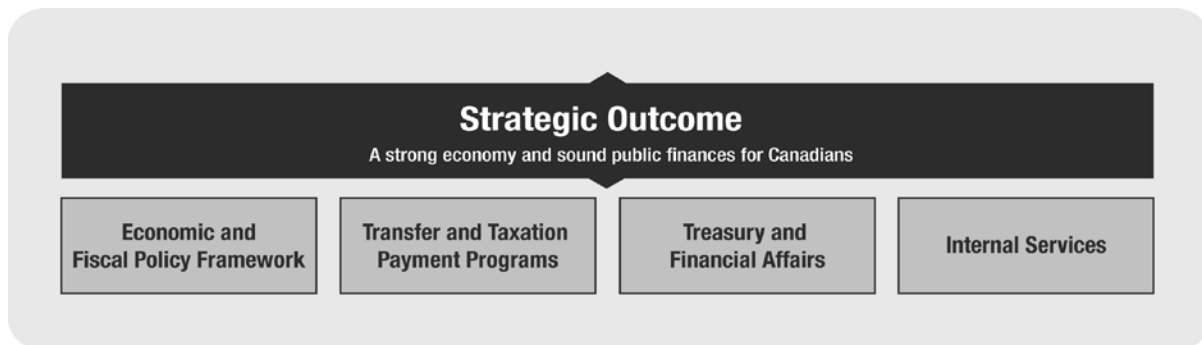 Strategic Outcome
A strong economy and sound public finances for Canadians
Economic and
Fiscal Policy Framework
Transfer and Taxation
Payment Programs
Treasury and
Financial Affairs
Internal Services